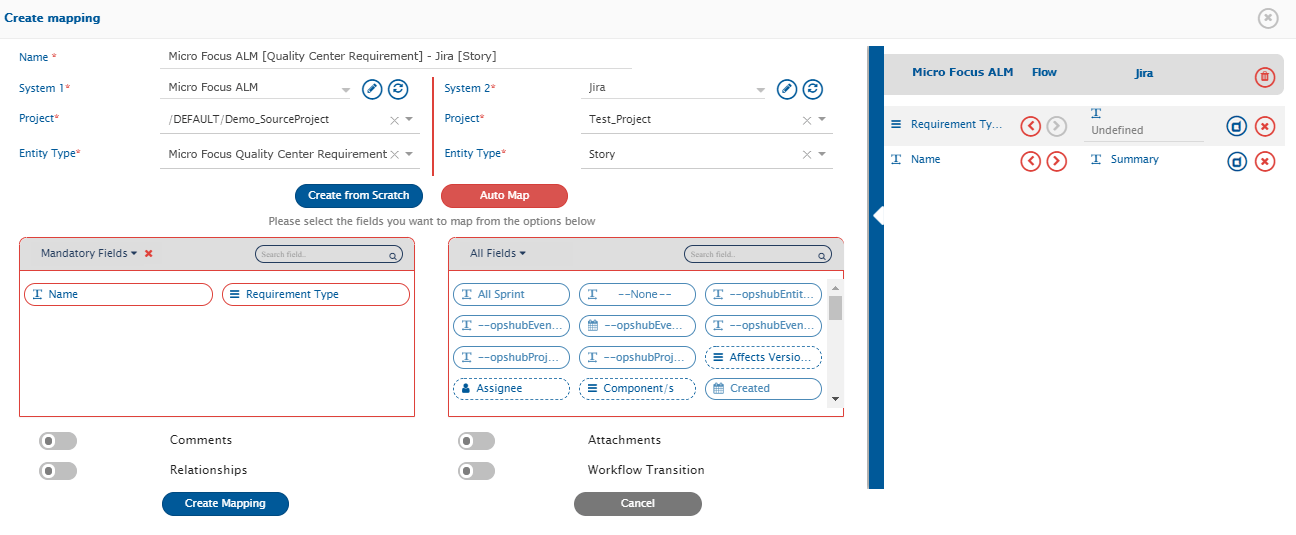 Create mapping
Name *
Micro Focus ALM [Quality Center Requirement] - Jira [Story]
System 1*
Micro Focus ALM
System 2*
Jira
Project*
/DEFAULT/Demo_SourceProject
Project*
Test_Project
Entity Type*
Micro Focus Quality Center Requirement
Entity Type*
Story
Create from Scratch
Auto Map
Please select the fields you want to map from the options below
Mandatory Fields
Search field..
Name
Requirement Type
All Fields
Search field..
All Sprint
--None--
--opshubEntit...
--opshubEven...
--opshubEve...
--opshubEven...
--opshubProj...
--opshubProj...
Affects Versio...
Assignee
Component/s
Created
Comments
Attachments
Relationships
Workflow Transition
Create Mapping
Cancel
Micro Focus ALM
Flow
Jira
Requirement Ty...
Undefined
Name
Summary